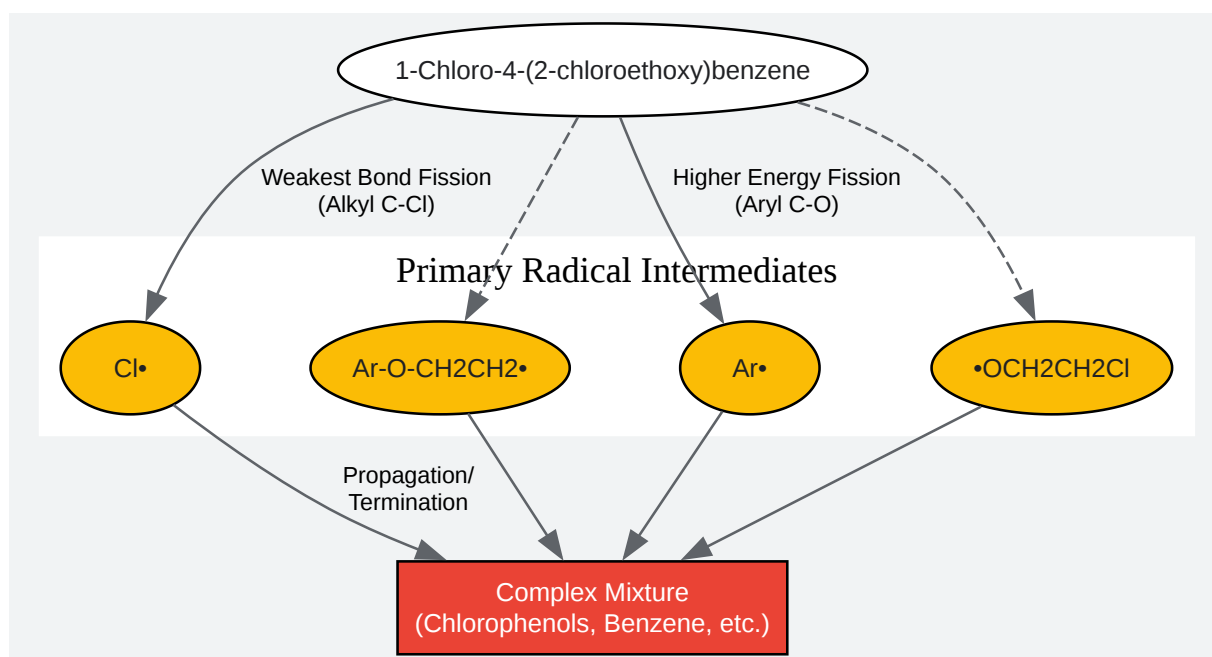 1-Chloro-4-(2-chloroethoxy)benzene
Weakest Bond Fission
(Alkyl C-Cl)
Higher Energy Fission
(Aryl C-O)
Primary Radical Intermediates
Cl•
Ar-O-CH2CH2•
Ar•
•OCH2CH2Cl
Propagation/
Termination
Complex Mixture
(Chlorophenols, Benzene, etc.)